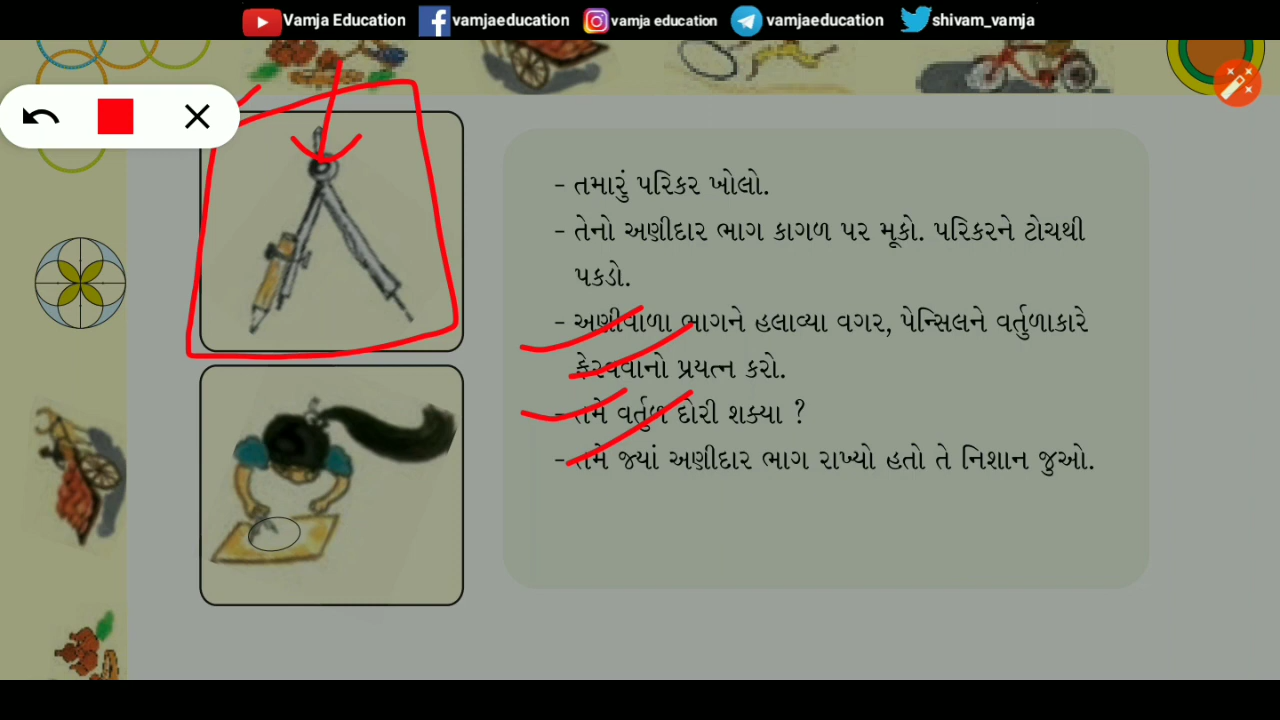 Vamja Education vamjaeducation vamja education vamjaeducation shivam_vamja
- તમારું પરિકર ખોલો.
- તેનો અણીદાર ભાગ કાગળ પર મૂકો. પરિકરને ટોચથી
પકડો.
- અણીવાળા ભાગને હલાવ્યા વગર, પેન્સિલને વર્તુળાકારે
ફેરવવાનો પ્રયત્ન કરો.
- તમે વર્તુળ દોરી શક્યા ?
- તમે જ્યાં અણીદાર ભાગ રાખ્યો હતો તે નિશાન જુઓ.